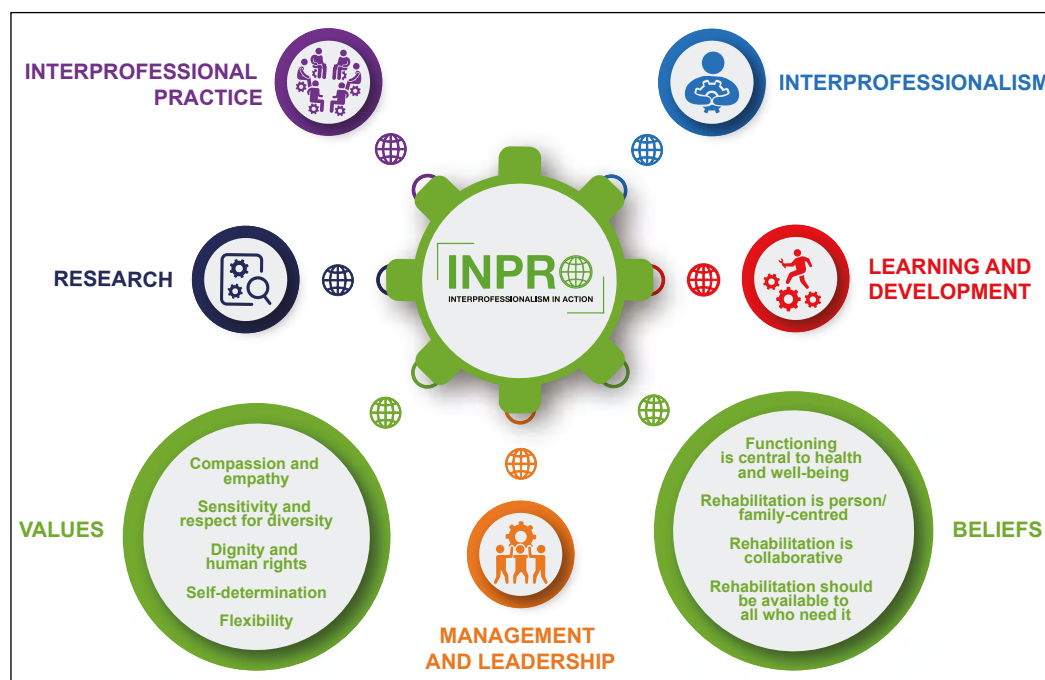 INTERPROFESSIONAL
PRACTICE
INTERPROFESSIONALISM
INPRO
INTERPROFESSIONALISM IN ACTION
RESEARCH
LEARNING AND
DEVELOPMENT
VALUES
Compassion and
empathy
Sensitivity and
respect for diversity
Dignity and
human rights
Self-determination
Flexibility
MANAGEMENT
AND LEADERSHIP
Functioning
is central to health
and well-being
Rehabilitation is person/
family-centred
Rehabilitation is
collaborative
Rehabilitation should
be available to
all who need it
BELIEFS